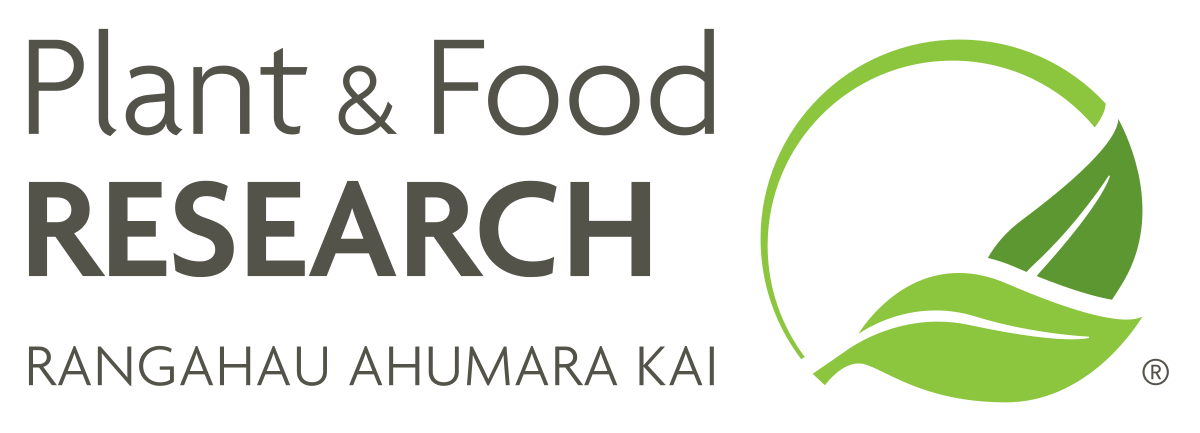 Plant & Food
RESEARCH
RANGAHAU AHUMARA KAI
®